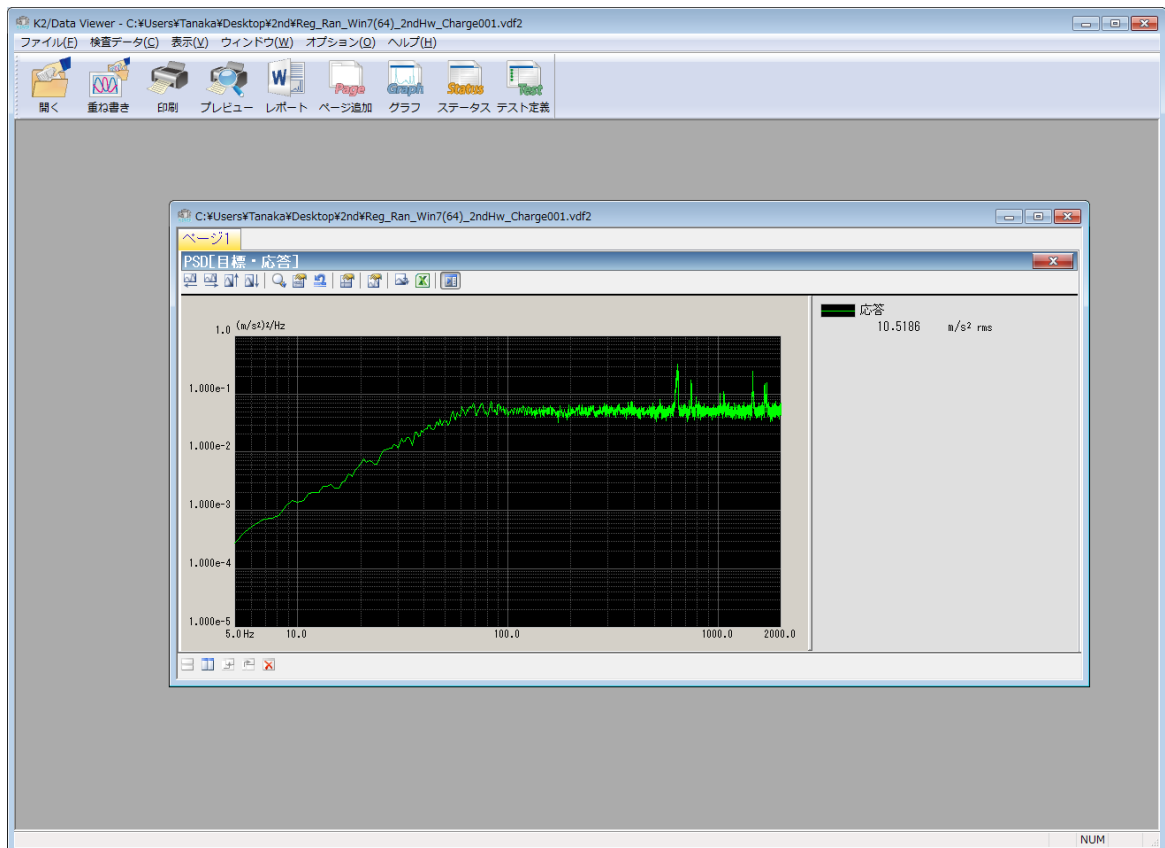 K2/Data Viewer - C:¥Users¥Tanaka¥Desktop¥2nd¥Reg_Ran_Win7(64)_2ndHw_Charge001.vdf2
ファイル(F) 検査データ(C) 表示(V) ウィンドウ(W) オプション(O) ヘルプ(H)
W Page Graph Status Test
開く 重ね書き 印刷 プレビュー レポート ページ追加 グラフ ステータス テスト定義
C:¥Users¥Tanaka¥Desktop¥2nd¥Reg_Ran_Win7(64)_2ndHw_Charge001.vdf2
ページ1
PSD[目標・応答]
応答
10.5186 m/s² rms
1.0 (m/s²)²/Hz
1.000e-1
1.000e-2
1.000e-3
1.000e-4
1.000e-5
5.0Hz 10.0 100.0 1000.0 2000.0
NUM